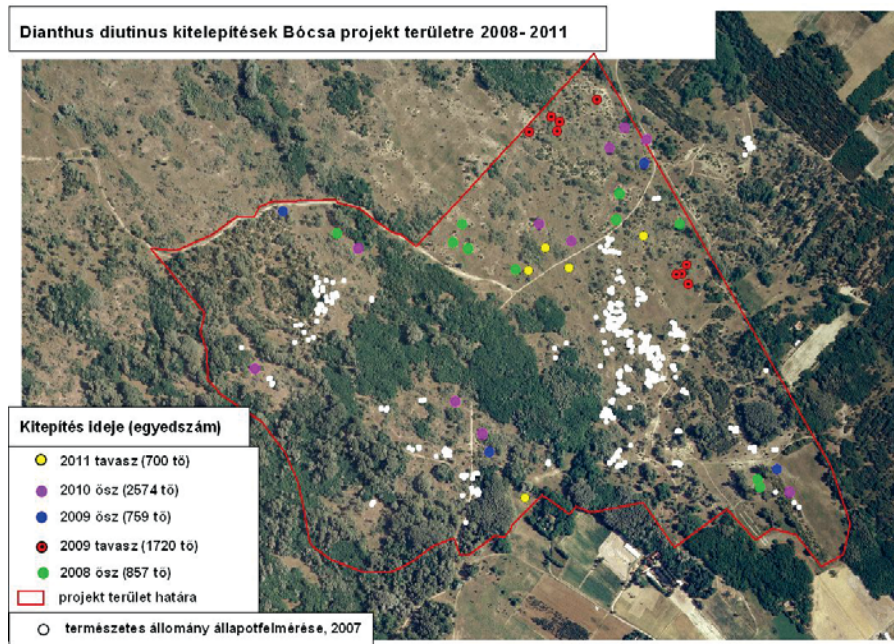 Dianthus diutinus kitelepítések Bócsa projekt területre 2008- 2011
Kitepítés ideje (egyedszám)
2011 tavasz (700 tő)
2010 ősz (2574 tő)
2009 ősz (759 tő)
2009 tavasz (1720 tő)
2008 ősz (857 tő)
projekt terület határa
természetes állomány állapotfelmérése, 2007